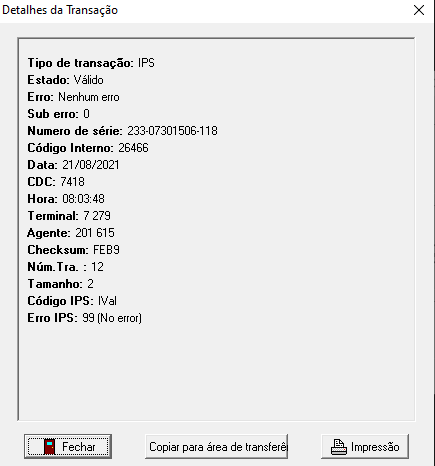 Detalhes da Transação
Tipo de transação: IPS
Estado: Válido
Erro: Nenhum erro
Sub erro: 0
Numero de série: 233-07301506-118
Código Interno: 26466
Data: 21/08/2021
CDC: 7418
Hora: 08:03:48
Terminal: 7 279
Agente: 201 615
Checksum: FEB9
Núm.Tra. : 12
Tamanho: 2
Código IPS: IVal
Erro IPS: 99 (No error)
Fechar
Copiar para área de transferê
Impressão